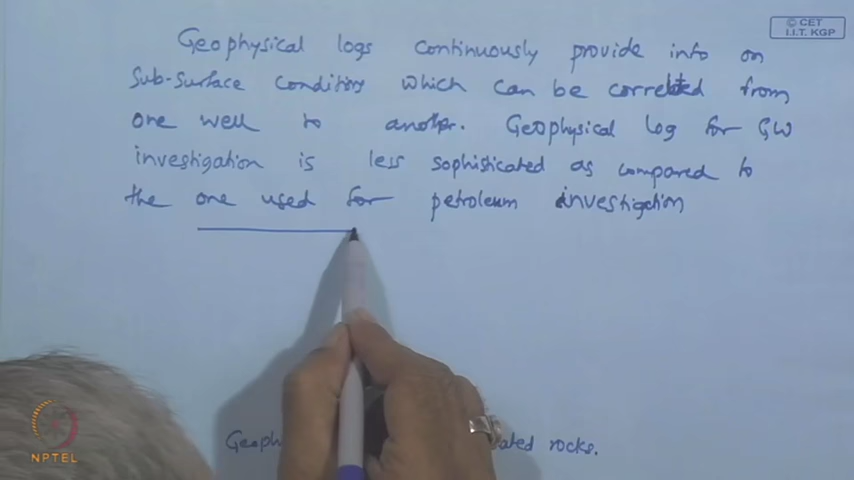 © CET
I.I.T. KGP
Geophysical logs continuously provide info on
Sub-Surface Conditions which can be correlated from
one well to another. Geophysical log for GW
investigation is less sophisticated as compared to
the one used for petroleum investigation
Geoph ated rocks.
NPTEL